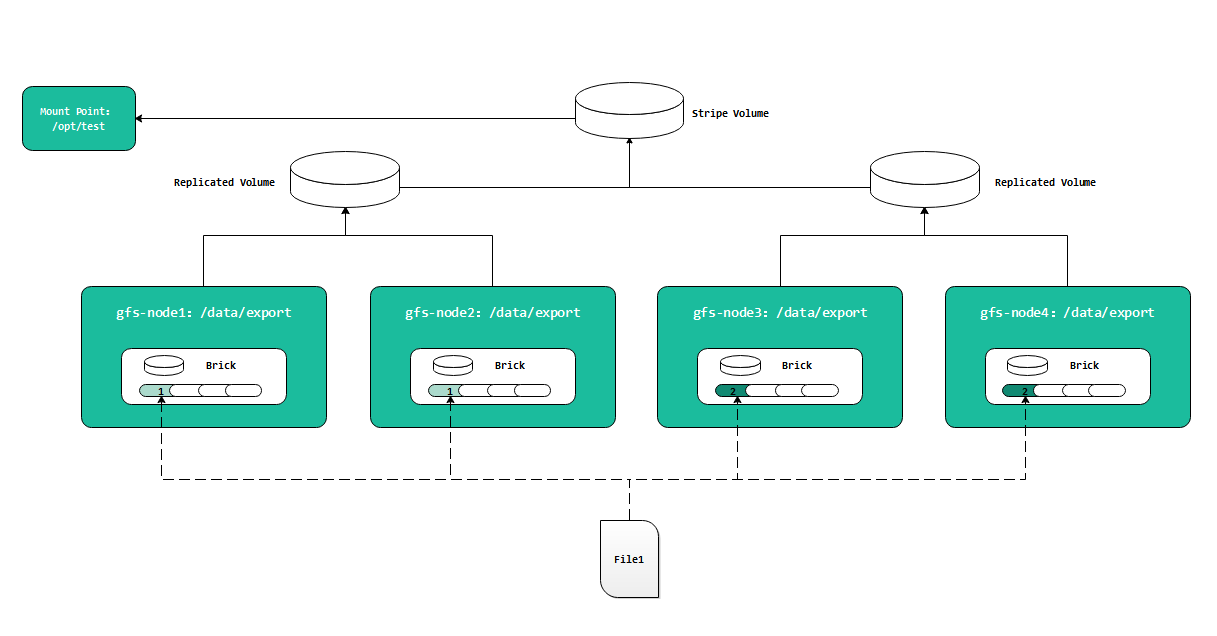 Stripe Volume
Mount Point:
/opt/test
Replicated Volume
Replicated Volume
gfs-node1: /data/export
gfs-node2: /data/export
gfs-node3: /data/export
gfs-node4: /data/export
Brick
Brick
Brick
Brick
1
1
2
2
File1